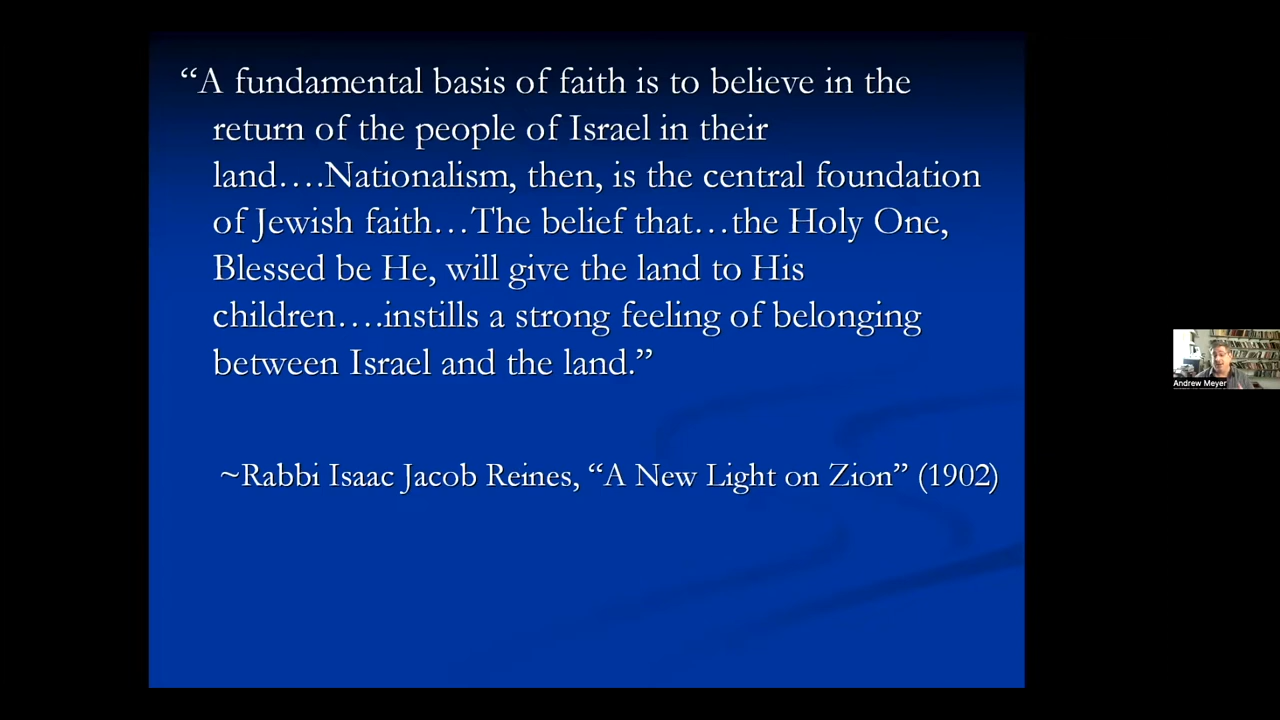 “A fundamental basis of faith is to believe in the
return of the people of Israel in their
land….Nationalism, then, is the central foundation
of Jewish faith…The belief that…the Holy One,
Blessed be He, will give the land to His
children….instills a strong feeling of belonging
between Israel and the land.”
~Rabbi Isaac Jacob Reines, “A New Light on Zion” (1902)
Andrew Meyer